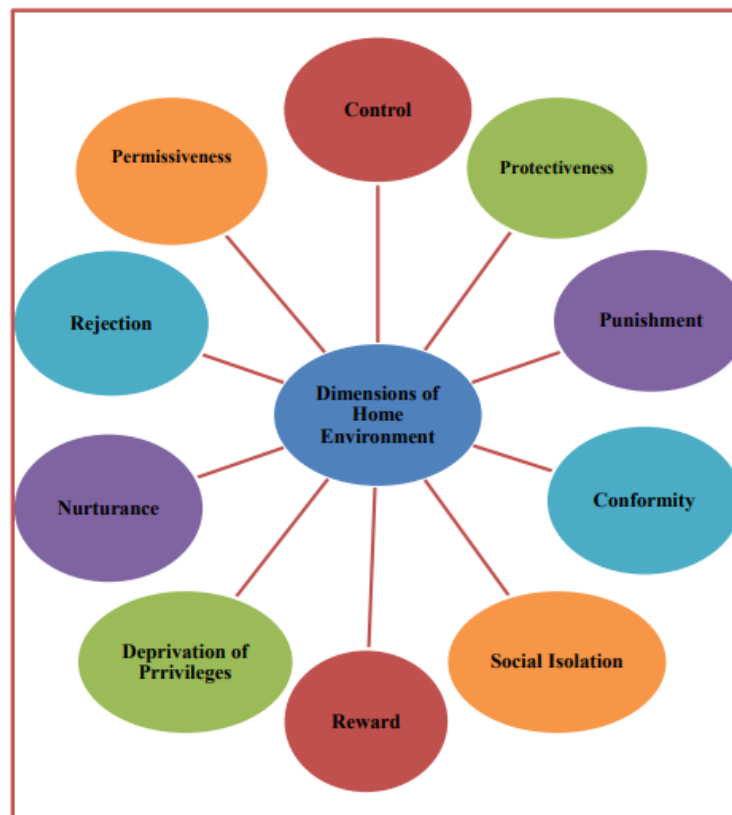 Control
Permissiveness
Protectiveness
Rejection
Punishment
Dimensions of
Home
Environment
Nurturance
Conformity
Deprivation of
Prrivileges
Social Isolation
Reward